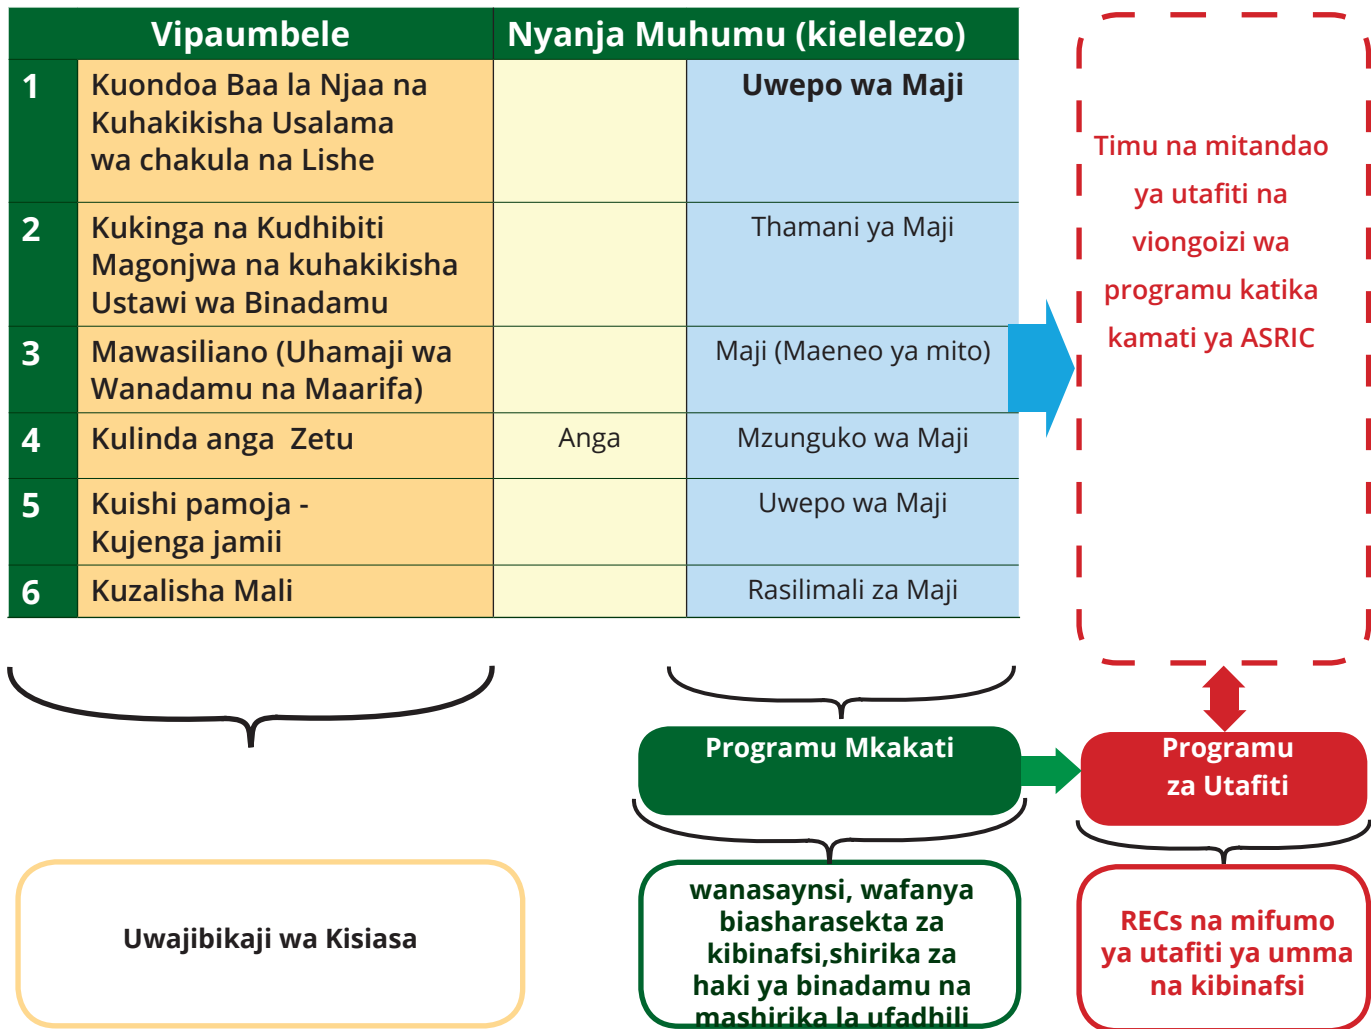 Vipaumbele
Nyanja Muhumu (kielelezo)
1
Kuondoa Baa la Njaa na
Kuhakikisha Usalama
wa chakula na Lishe
Uwepo wa Maji
2
Kukinga na Kudhibiti
Magonjwa na kuhakikisha
Ustawi wa Binadamu
Thamani ya Maji
3
Mawasiliano (Uhamaji wa
Wanadamu na Maarifa)
Maji (Maeneo ya mito)
4
Kulinda anga Zetu
Anga
Mzunguko wa Maji
5
Kuishi pamoja -
Kujenga jamii
Uwepo wa Maji
6
Kuzalisha Mali
Rasilimali za Maji
Timu na mitandao
ya utafiti na
viongoizi wa
programu katika
kamati ya ASRIC
Programu Mkakati
Programu
za Utafiti
Uwajibikaji wa Kisiasa
wanasaynsi, wafanya
biasharasekta za
kibinafsi,shirika za
haki ya binadamu na
mashirika la ufadhili
RECs na mifumo
ya utafiti ya umma
na kibinafsi